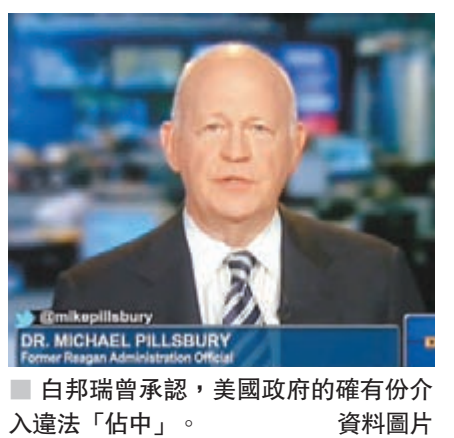 @mikepillsbury
DR. MICHAEL PILLSBURY
Former Reagan Administration Official
■ 白邦瑞曾承認，美國政府的確有份介
入違法「佔中」。 資料圖片